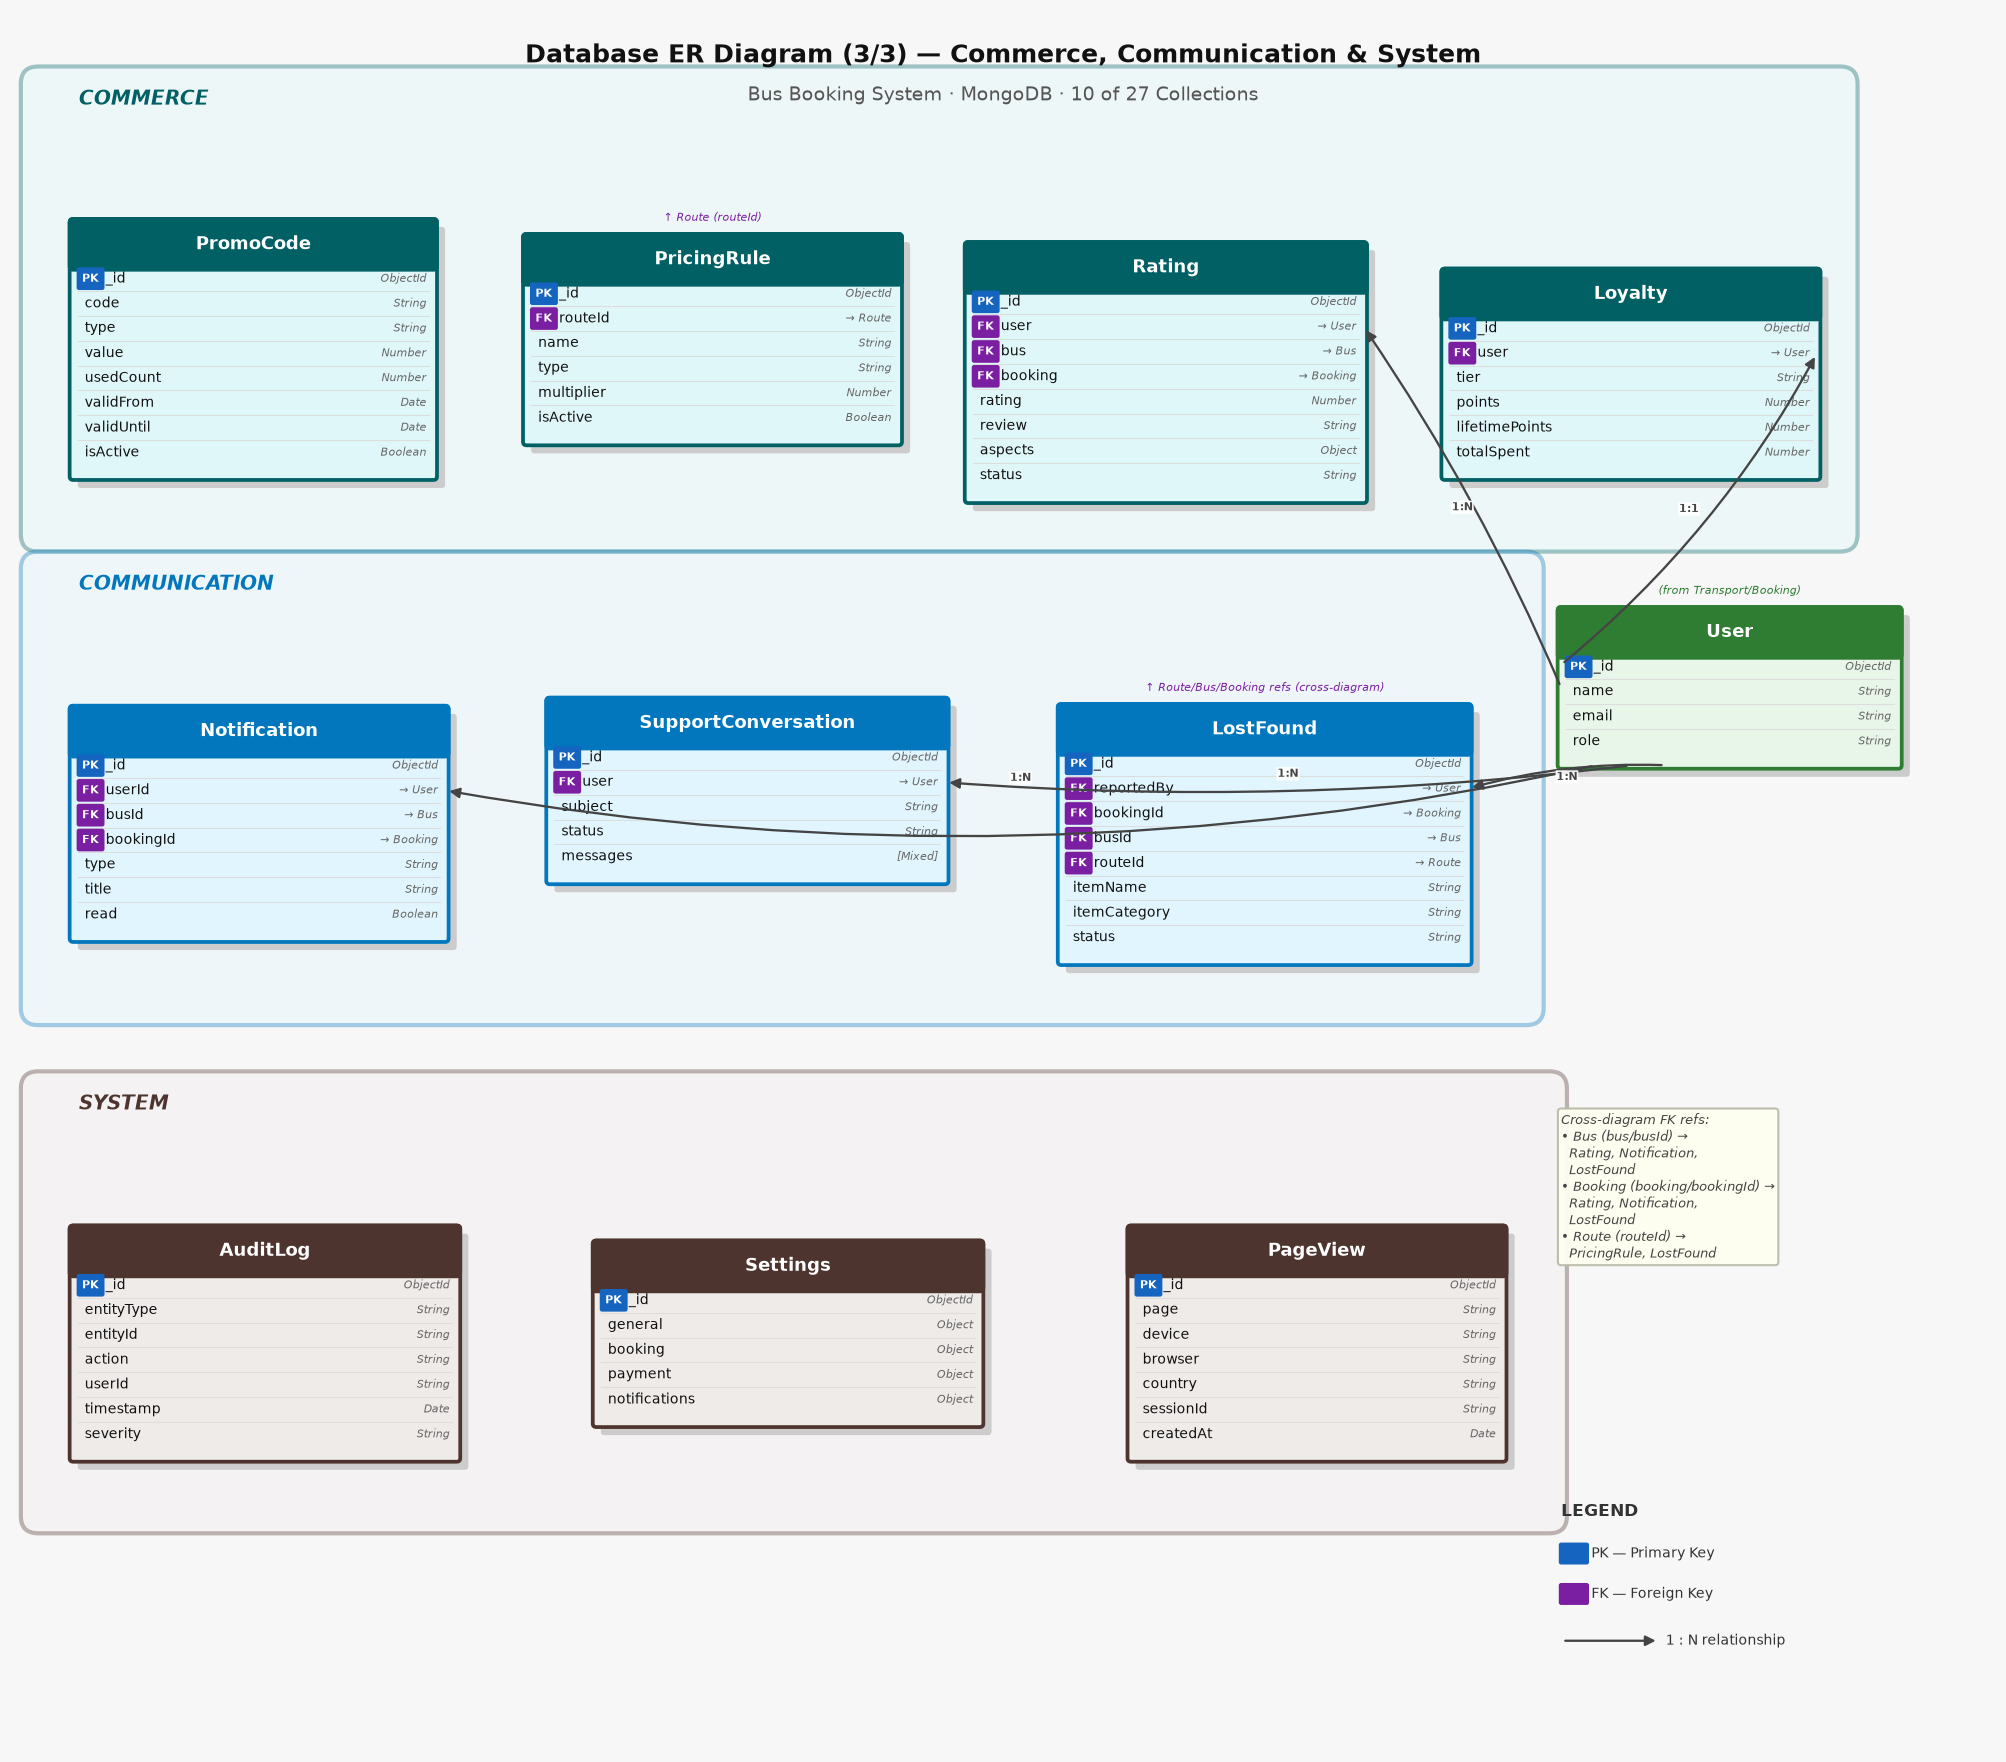 Database ER Diagram (3/3) — Commerce, Communication & System
COMMERCE
Bus Booking System · MongoDB · 10 of 27 Collections
PromoCode
PK _id ObjectId
code String
type String
value Number
usedCount Number
validFrom Date
validUntil Date
isActive Boolean
↑ Route (routeId)
PricingRule
PK _id ObjectId
FK routeId → Route
name String
type String
multiplier Number
isActive Boolean
Rating
PK _id ObjectId
FK user → User
FK bus → Bus
FK booking → Booking
rating Number
review String
aspects Object
status String
Loyalty
PK _id ObjectId
FK user → User
tier String
points Number
lifetimePoints Number
totalSpent Number
1:N
1:1
COMMUNICATION
Notification
PK _id ObjectId
FK userId → User
FK busId → Bus
FK bookingId → Booking
type String
title String
read Boolean
SupportConversation
PK _id ObjectId
FK user → User
subject String
status String
messages [Mixed]
1:N
↑ Route/Bus/Booking refs (cross-diagram)
LostFound
PK _id ObjectId
1:N
FK reportedBy → User
FK bookingId → Booking
FK busId → Bus
FK routeId → Route
itemName String
itemCategory String
status String
(from Transport/Booking)
User
PK _id ObjectId
name String
email String
role String
1:N
SYSTEM
AuditLog
PK _id ObjectId
entityType String
entityId String
action String
userId String
timestamp Date
severity String
Settings
PK _id ObjectId
general Object
booking Object
payment Object
notifications Object
PageView
PK _id ObjectId
page String
device String
browser String
country String
sessionId String
createdAt Date
Cross-diagram FK refs:
• Bus (bus/busId) →
Rating, Notification,
LostFound
• Booking (booking/bookingId) →
Rating, Notification,
LostFound
• Route (routeId) →
PricingRule, LostFound
LEGEND
PK — Primary Key
FK — Foreign Key
1 : N relationship